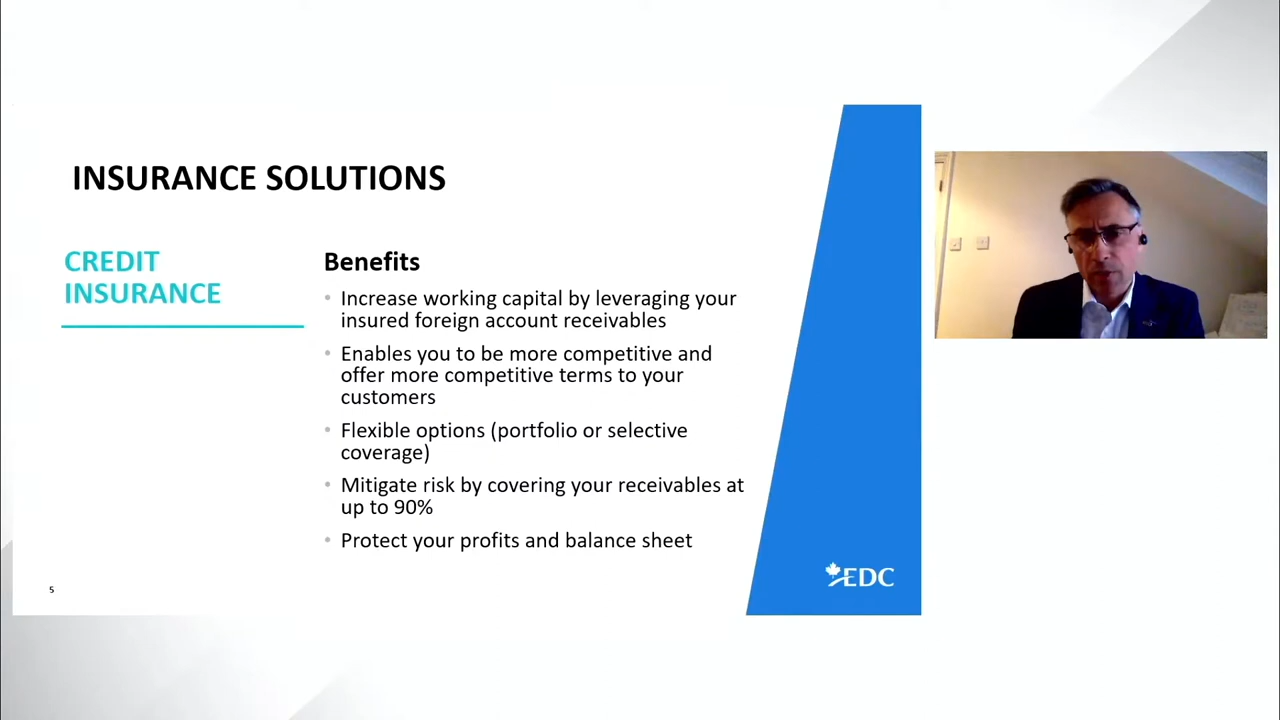 INSURANCE SOLUTIONS
CREDIT
INSURANCE
Benefits
• Increase working capital by leveraging your
insured foreign account receivables
• Enables you to be more competitive and
offer more competitive terms to your
customers
• Flexible options (portfolio or selective
coverage)
• Mitigate risk by covering your receivables at
up to 90%
• Protect your profits and balance sheet
5
EDC